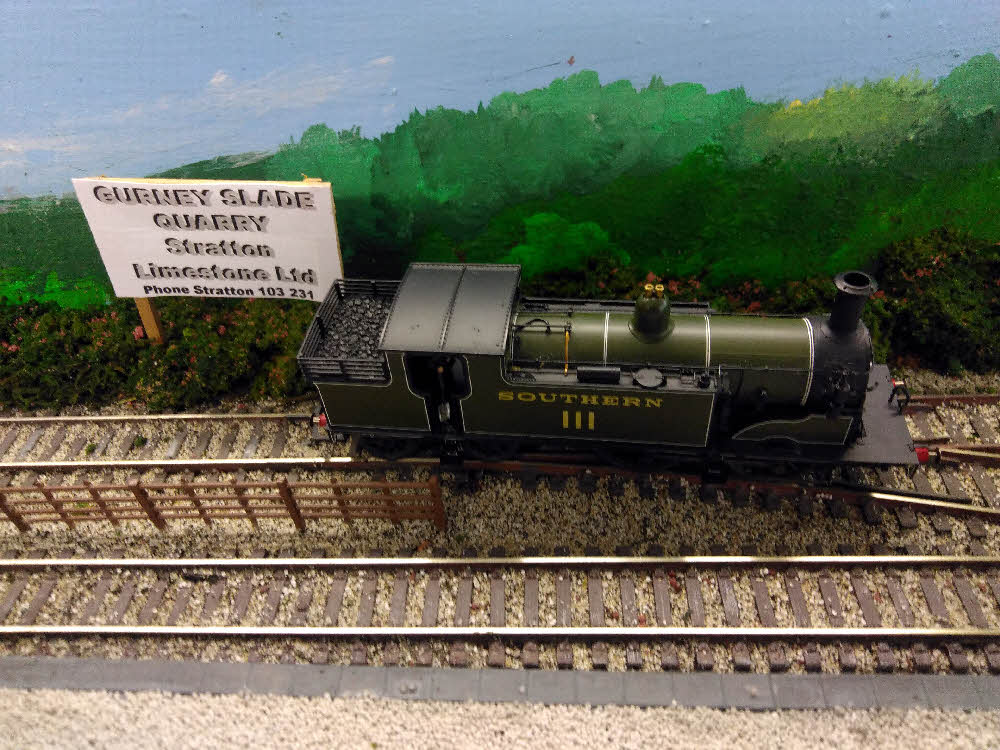 GURNEY SLADE
QUARRY
Stratton
Limestone Ltd
Phone Stratton 103 231
SOUTHERN
111